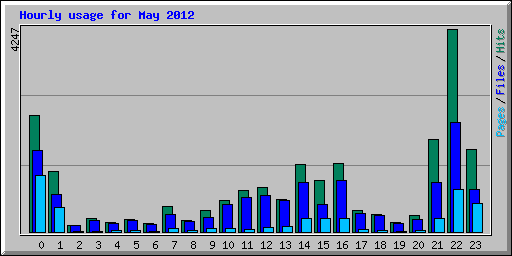 Hourly usage for May 2012
4247
Pages / Files / Hits
0 1 2 3 4 5 6 7 8 9 10 11 12 13 14 15 16 17 18 19 20 21 22 23